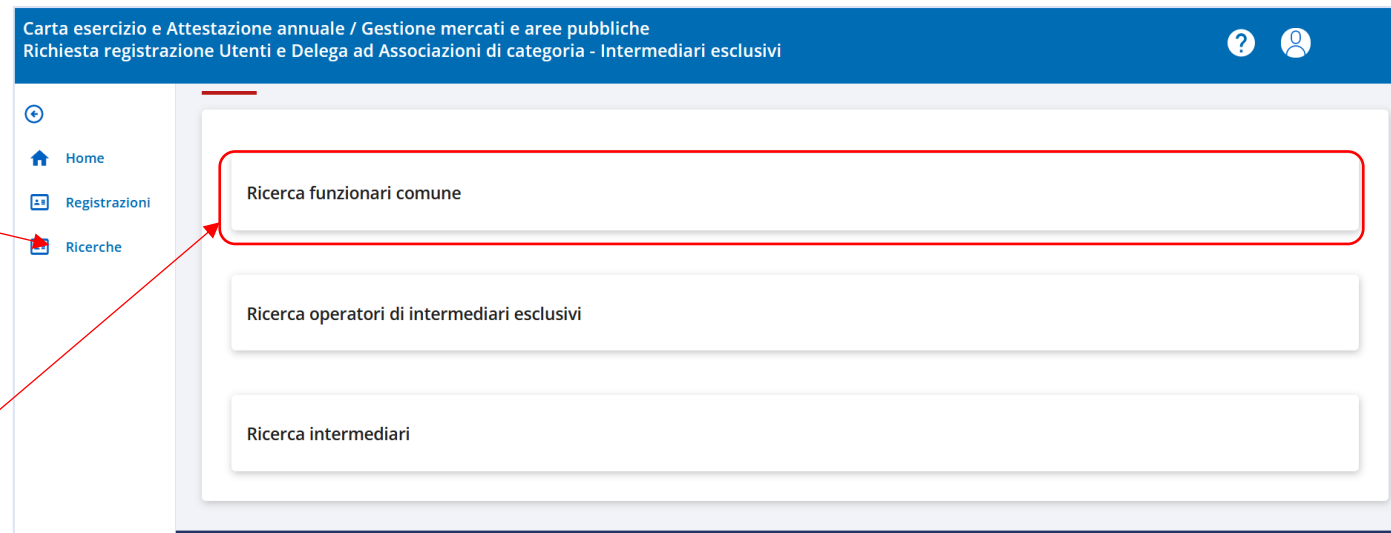 Carta esercizio e Attestazione annuale / Gestione mercati e aree pubbliche
Richiesta registrazione Utenti e Delega ad Associazioni di categoria - Intermediari esclusivi
?
Home
Registrazioni
Ricerche
Ricerca funzionari comune
Ricerca operatori di intermediari esclusivi
Ricerca intermediari